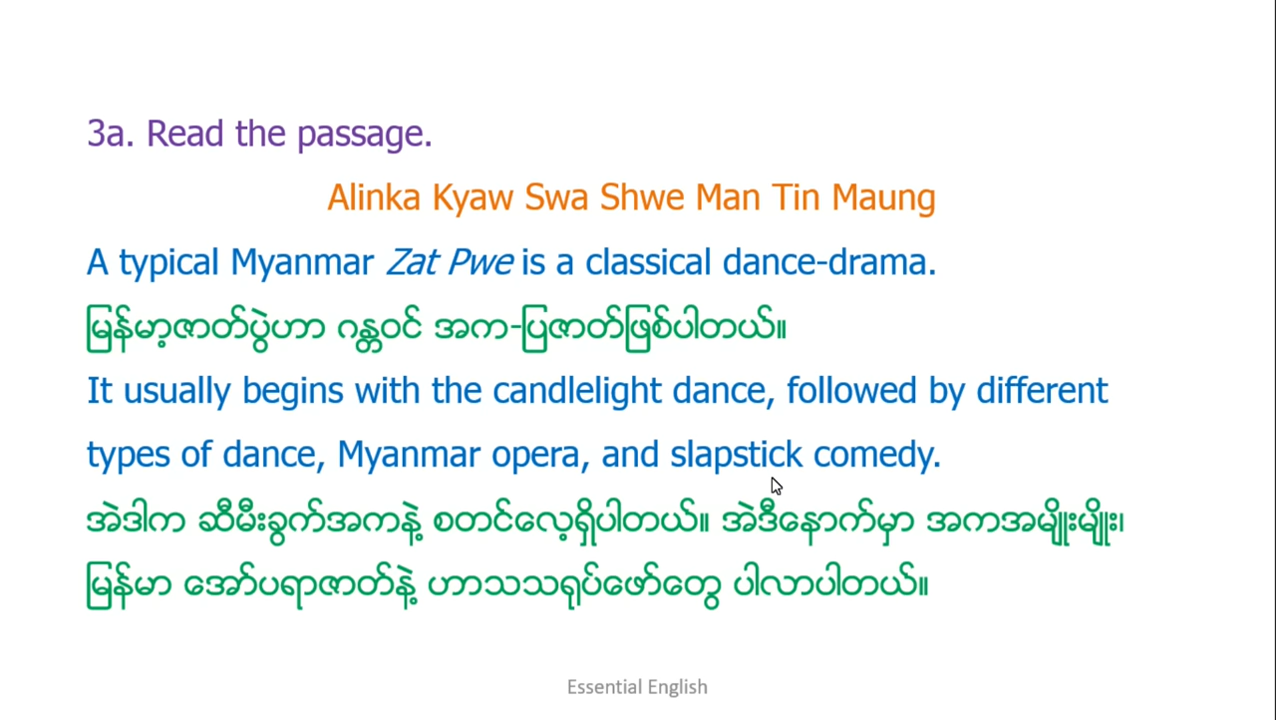 3a. Read the passage.
Alinka Kyaw Swa Shwe Man Tin Maung
A typical Myanmar Zat Pwe is a classical dance-drama.
မြန်မာ့ဇာတ်ပွဲဟာ ဂန္တဝင် အက-ပြဇာတ်ဖြစ်ပါတယ်။
It usually begins with the candlelight dance, followed by different
types of dance, Myanmar opera, and slapstick comedy.
အဲဒါက ဆီမီးခွက်အကနဲ့ စတင်လေ့ရှိပါတယ်။ အဲဒီနောက်မှာ အကအမျိုးမျိုး၊
မြန်မာ အော်ပရာဇာတ်နဲ့ ဟာသသရုပ်ဖော်တွေ ပါလာပါတယ်။
Essential English